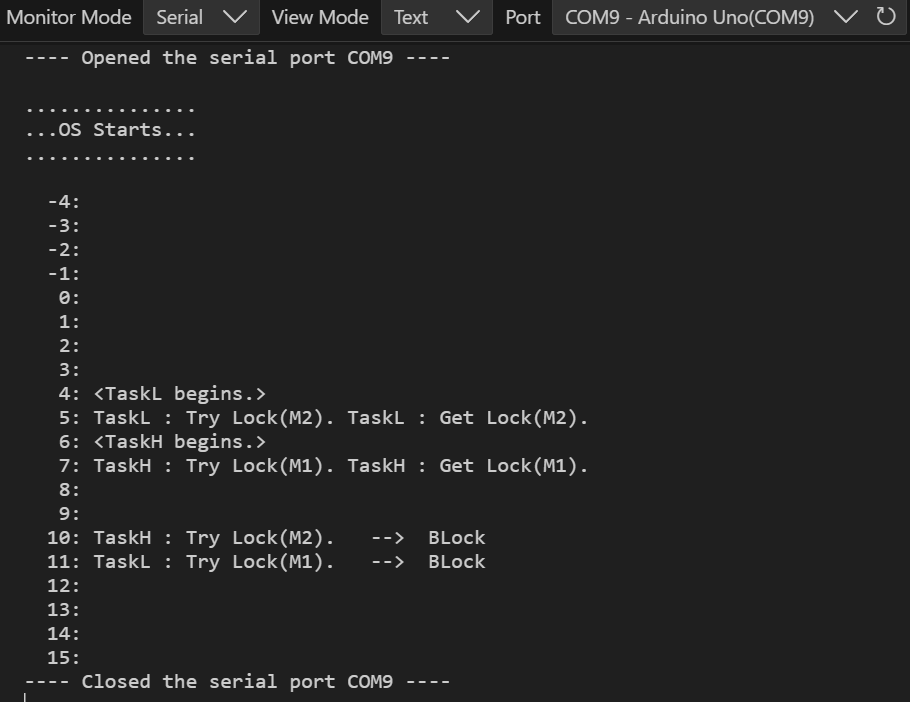 Monitor Mode Serial View Mode Text Port COM9 - Arduino Uno(COM9)
---- Opened the serial port COM9 ----
...............
...OS Starts...
...............
-4:
-3:
-2:
-1:
0:
1:
2:
3:
4: <TaskL begins.>
5: TaskL : Try Lock(M2). TaskL : Get Lock(M2).
6: <TaskH begins.>
7: TaskH : Try Lock(M1). TaskH : Get Lock(M1).
8:
9:
10: TaskH : Try Lock(M2).   -->  BLock
11: TaskL : Try Lock(M1).   -->  BLock
12:
13:
14:
15:
---- Closed the serial port COM9 ----